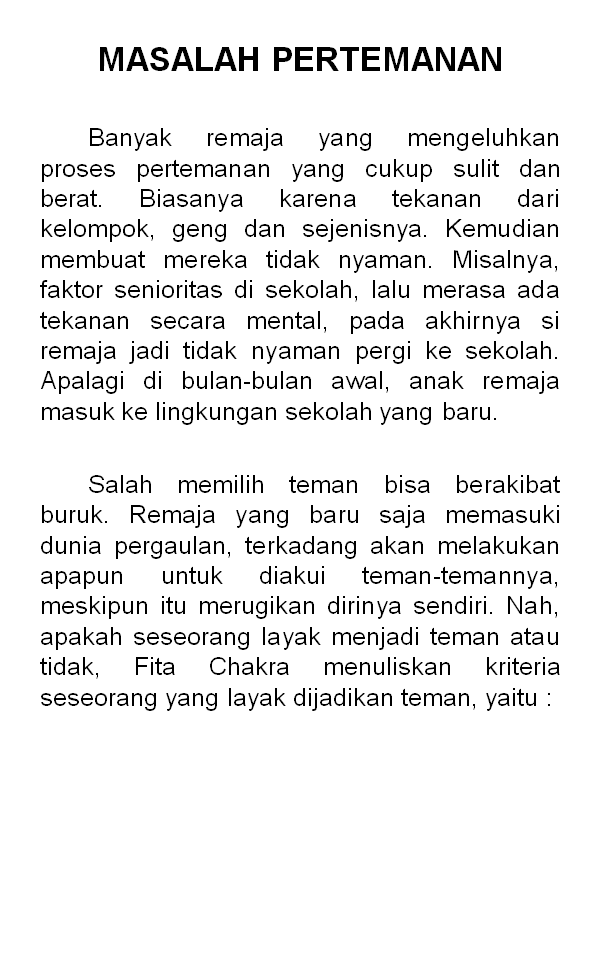 MASALAH PERTEMANAN
Banyak remaja yang mengeluhkan
proses pertemanan yang cukup sulit dan
berat. Biasanya karena tekanan dari
kelompok, geng dan sejenisnya. Kemudian
membuat mereka tidak nyaman. Misalnya,
faktor senioritas di sekolah, lalu merasa ada
tekanan secara mental, pada akhirnya si
remaja jadi tidak nyaman pergi ke sekolah.
Apalagi di bulan-bulan awal, anak remaja
masuk ke lingkungan sekolah yang baru.
Salah memilih teman bisa berakibat
buruk. Remaja yang baru saja memasuki
dunia pergaulan, terkadang akan melakukan
apapun untuk diakui teman-temannya,
meskipun itu merugikan dirinya sendiri. Nah,
apakah seseorang layak menjadi teman atau
tidak, Fita Chakra menuliskan kriteria
seseorang yang layak dijadikan teman, yaitu :